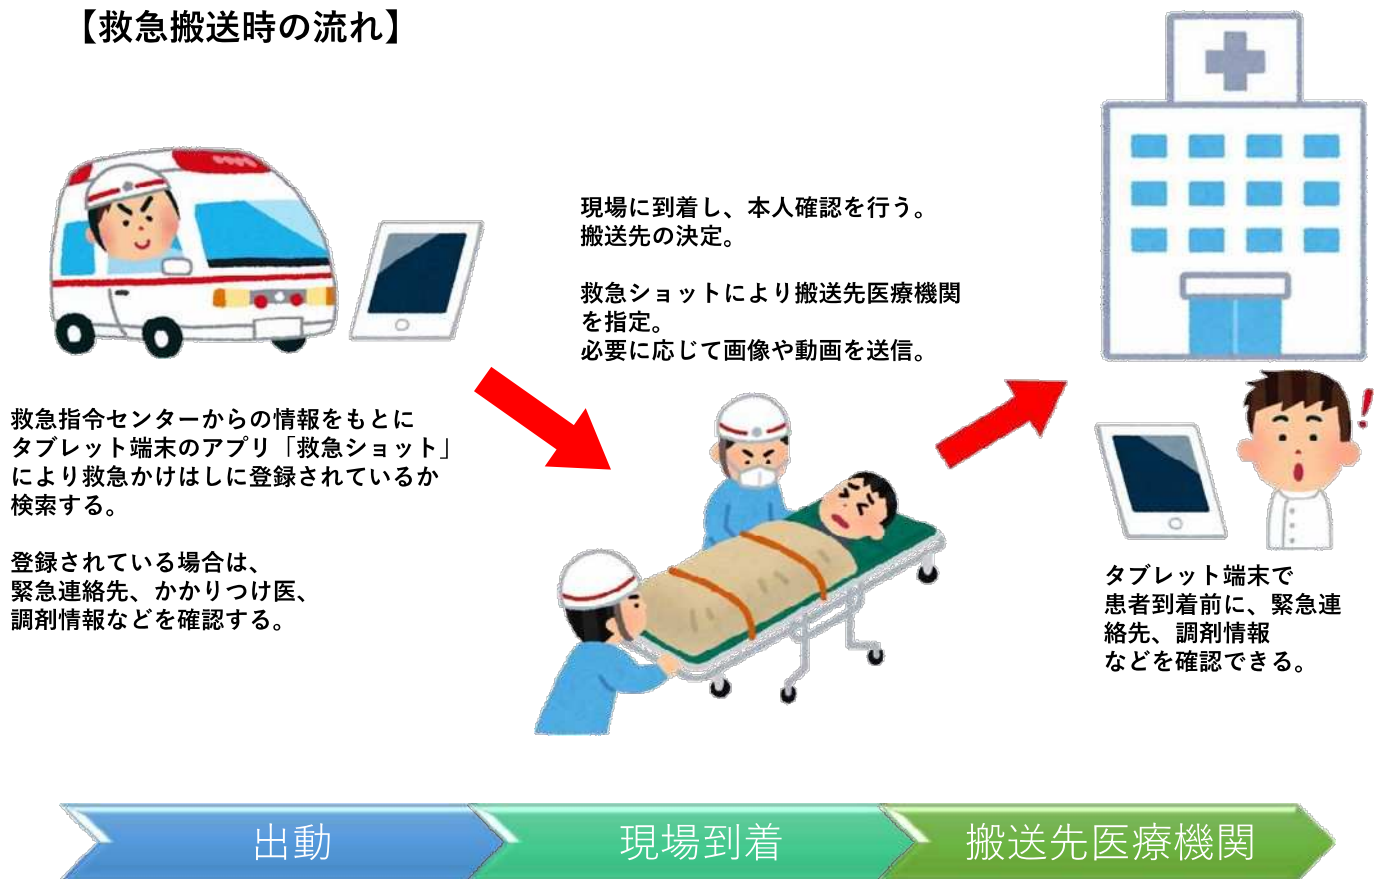 【救急搬送時の流れ】
救急指令センターからの情報をもとに
タブレット端末のアプリ「救急ショット」
により救急かけはしに登録されているか
検索する。
登録されている場合は、
緊急連絡先、かかりつけ医、
調剤情報などを確認する。
現場に到着し、本人確認を行う。
搬送先の決定。
救急ショットにより搬送先医療機関
を指定。
必要に応じて画像や動画を送信。
タブレット端末で
患者到着前に、緊急連
絡先、調剤情報
などを確認できる。
出動
現場到着
搬送先医療機関